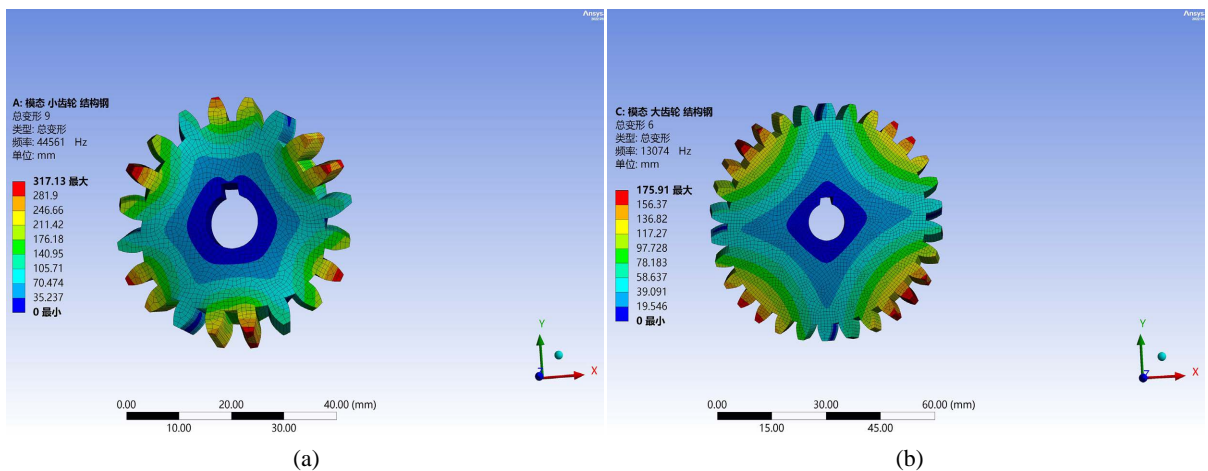 Ansys
A: 模态 小齿轮 结构钢
总变形 9
类型: 总变形
频率: 44561 Hz
单位: mm
317.13 最大
281.9
246.66
211.42
176.18
140.95
105.71
70.474
35.237
0 最小
Y
X
Z
0.00 20.00 40.00 (mm)
10.00 30.00
(a)
Ansys
C: 模态 大齿轮 结构钢
总变形 6
类型: 总变形
频率: 13074 Hz
单位: mm
175.91 最大
156.37
136.82
117.27
97.728
78.183
58.637
39.091
19.546
0 最小
Y
X
Z
0.00 30.00 60.00 (mm)
15.00 45.00
(b)